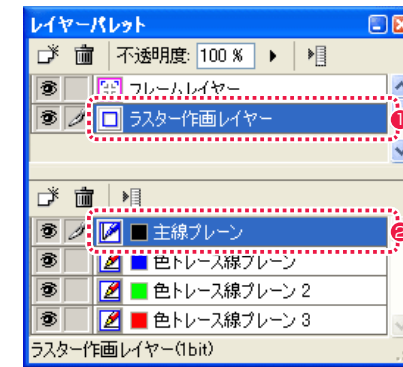 レイヤーパレット
不透明度: 100 %
フレームレイヤー
ラスター作画レイヤー
1
主線プレーン
2
色トレース線プレーン
色トレース線プレーン 2
色トレース線プレーン 3
ラスター作画レイヤー(1bit)